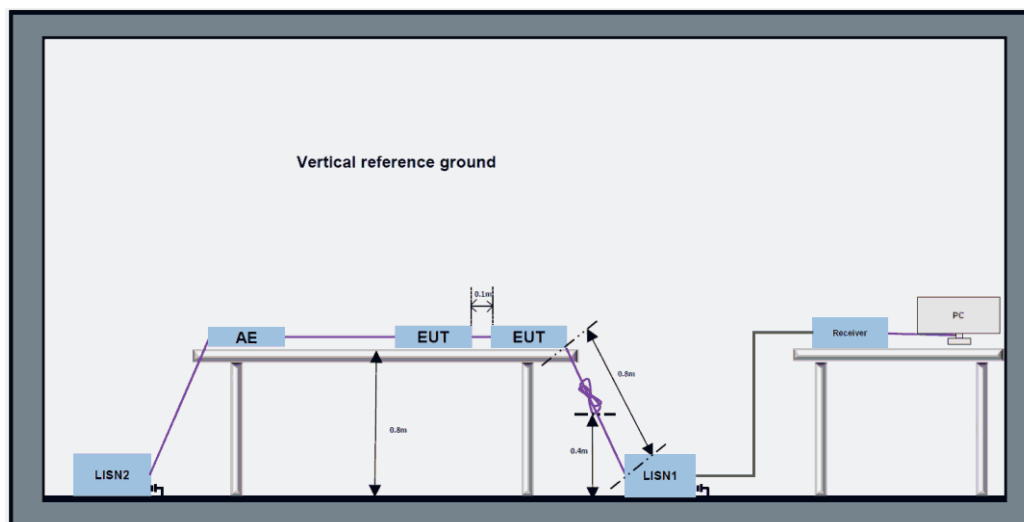 Vertical reference ground
0.1m
AE
EUT
EUT
Receiver
PC
0.8m
0.8m
0.4m
LISN2
LISN1